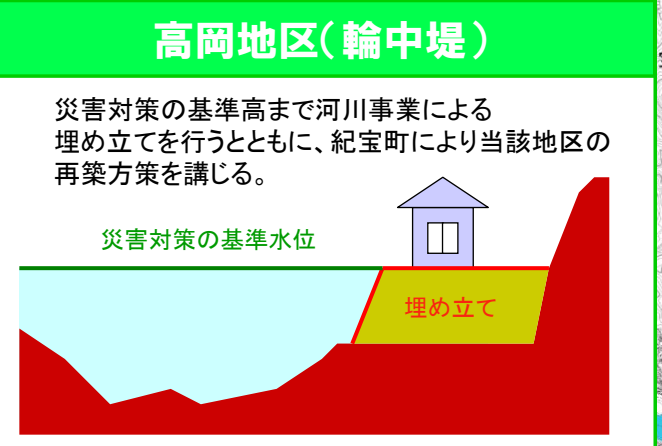 高岡地区（輪中堤）
災害対策の基準高まで河川事業による
埋め立てを行うとともに、紀宝町により当該地区の
再築方策を講じる。
災害対策の基準水位
埋め立て